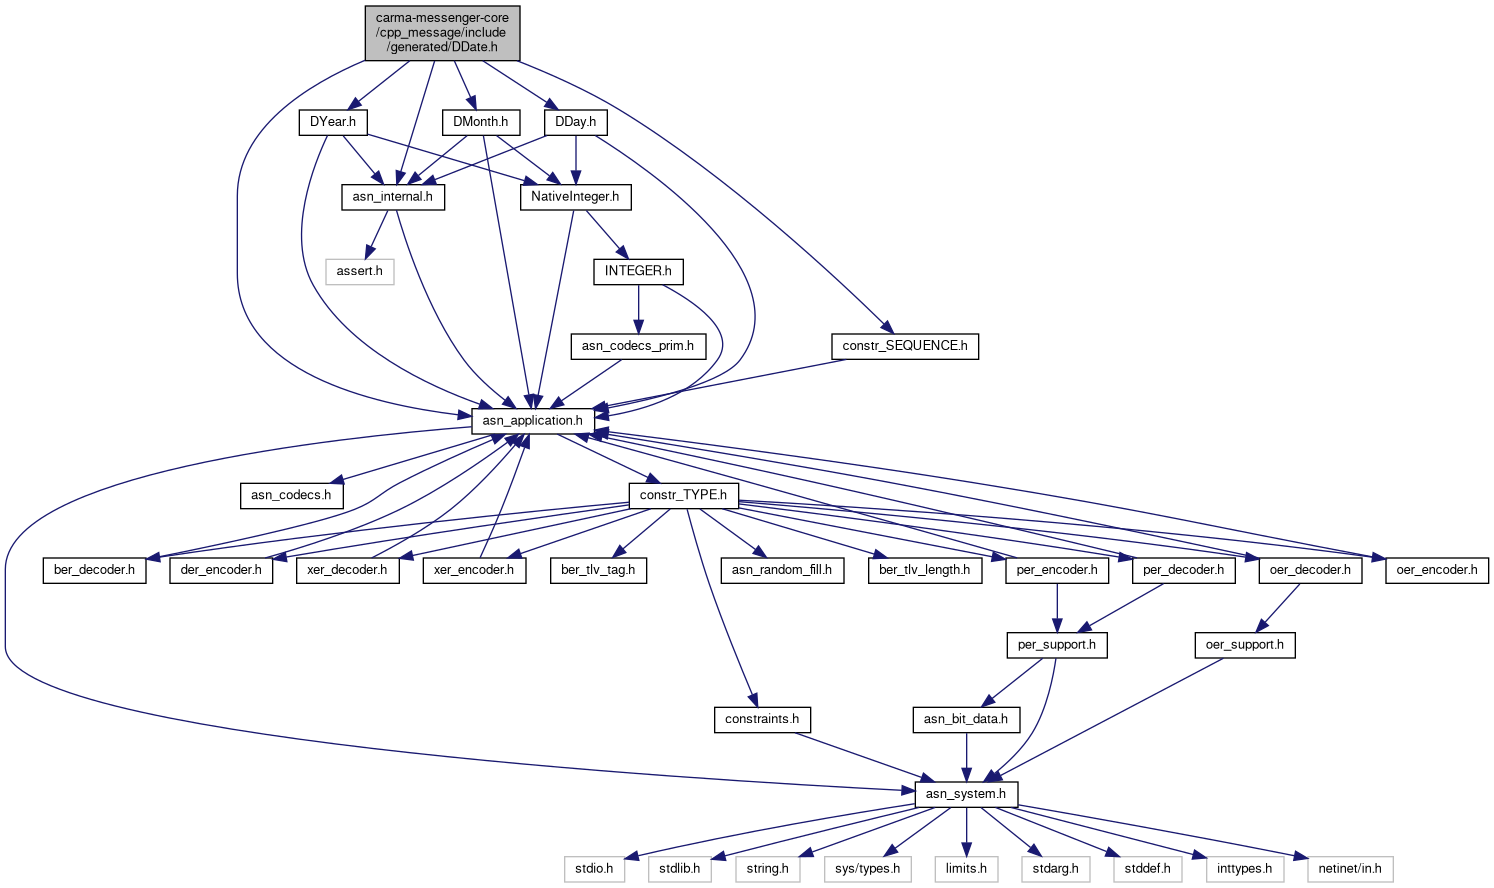 carma-messenger-core
/cpp_message/include
/generated/DDate.h
DYear.h
DMonth.h
DDay.h
asn_internal.h
NativeInteger.h
assert.h
INTEGER.h
asn_codecs_prim.h
constr_SEQUENCE.h
asn_application.h
asn_codecs.h
constr_TYPE.h
ber_decoder.h
der_encoder.h
xer_decoder.h
xer_encoder.h
ber_tlv_tag.h
asn_random_fill.h
ber_tlv_length.h
per_encoder.h
per_decoder.h
oer_decoder.h
oer_encoder.h
per_support.h
oer_support.h
constraints.h
asn_bit_data.h
asn_system.h
stdio.h
stdlib.h
string.h
sys/types.h
limits.h
stdarg.h
stddef.h
inttypes.h
netinet/in.h